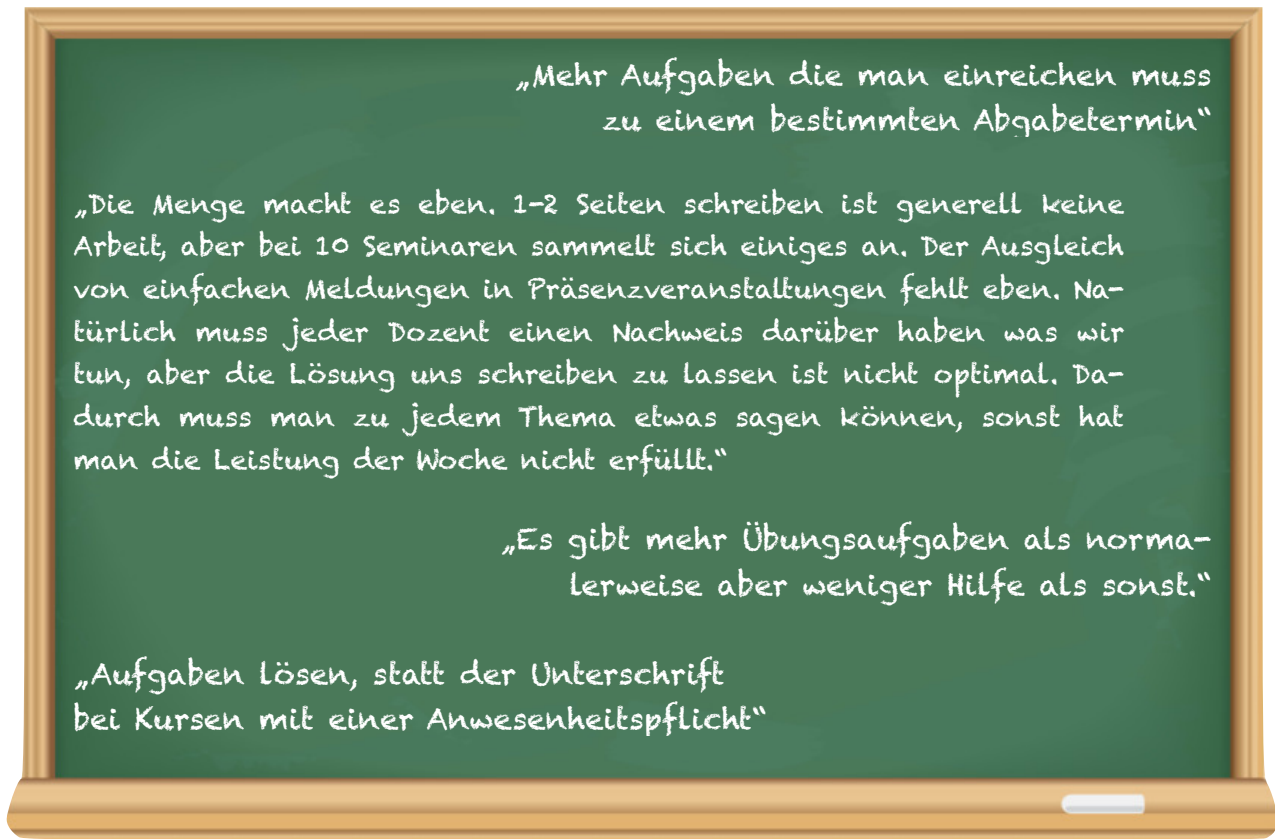 „Mehr Aufgaben die man einreichen muss
zu einem bestimmten Abgabetermin“
„Die Menge macht es eben. 1-2 Seiten schreiben ist generell keine
Arbeit, aber bei 10 Seminaren sammelt sich einiges an. Der Ausgleich
von einfachen Meldungen in Präsenzveranstaltungen fehlt eben. Na-
türlich muss jeder Dozent einen Nachweis darüber haben was wir
tun, aber die Lösung uns schreiben zu lassen ist nicht optimal. Da-
durch muss man zu jedem Thema etwas sagen können, sonst hat
man die Leistung der Woche nicht erfüllt.“
„Es gibt mehr Übungsaufgaben als norma-
lerweise aber weniger Hilfe als sonst.“
„Aufgaben lösen, statt der Unterschrift
bei Kursen mit einer Anwesenheitspflicht“